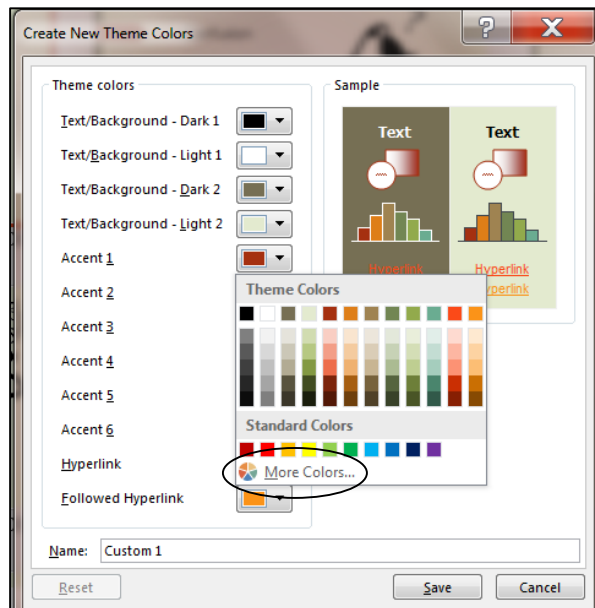 Create New Theme Colors
Theme colors
Text/Background - Dark 1
Text/Background - Light 1
Text/Background - Dark 2
Text/Background - Light 2
Accent 1
Accent 2
Accent 3
Accent 4
Accent 5
Accent 6
Hyperlink
Followed Hyperlink
Sample
Text Text
Hyperlink Hyperlink
yperlink
Theme Colors
Standard Colors
More Colors...
Name: Custom 1
Reset Save Cancel